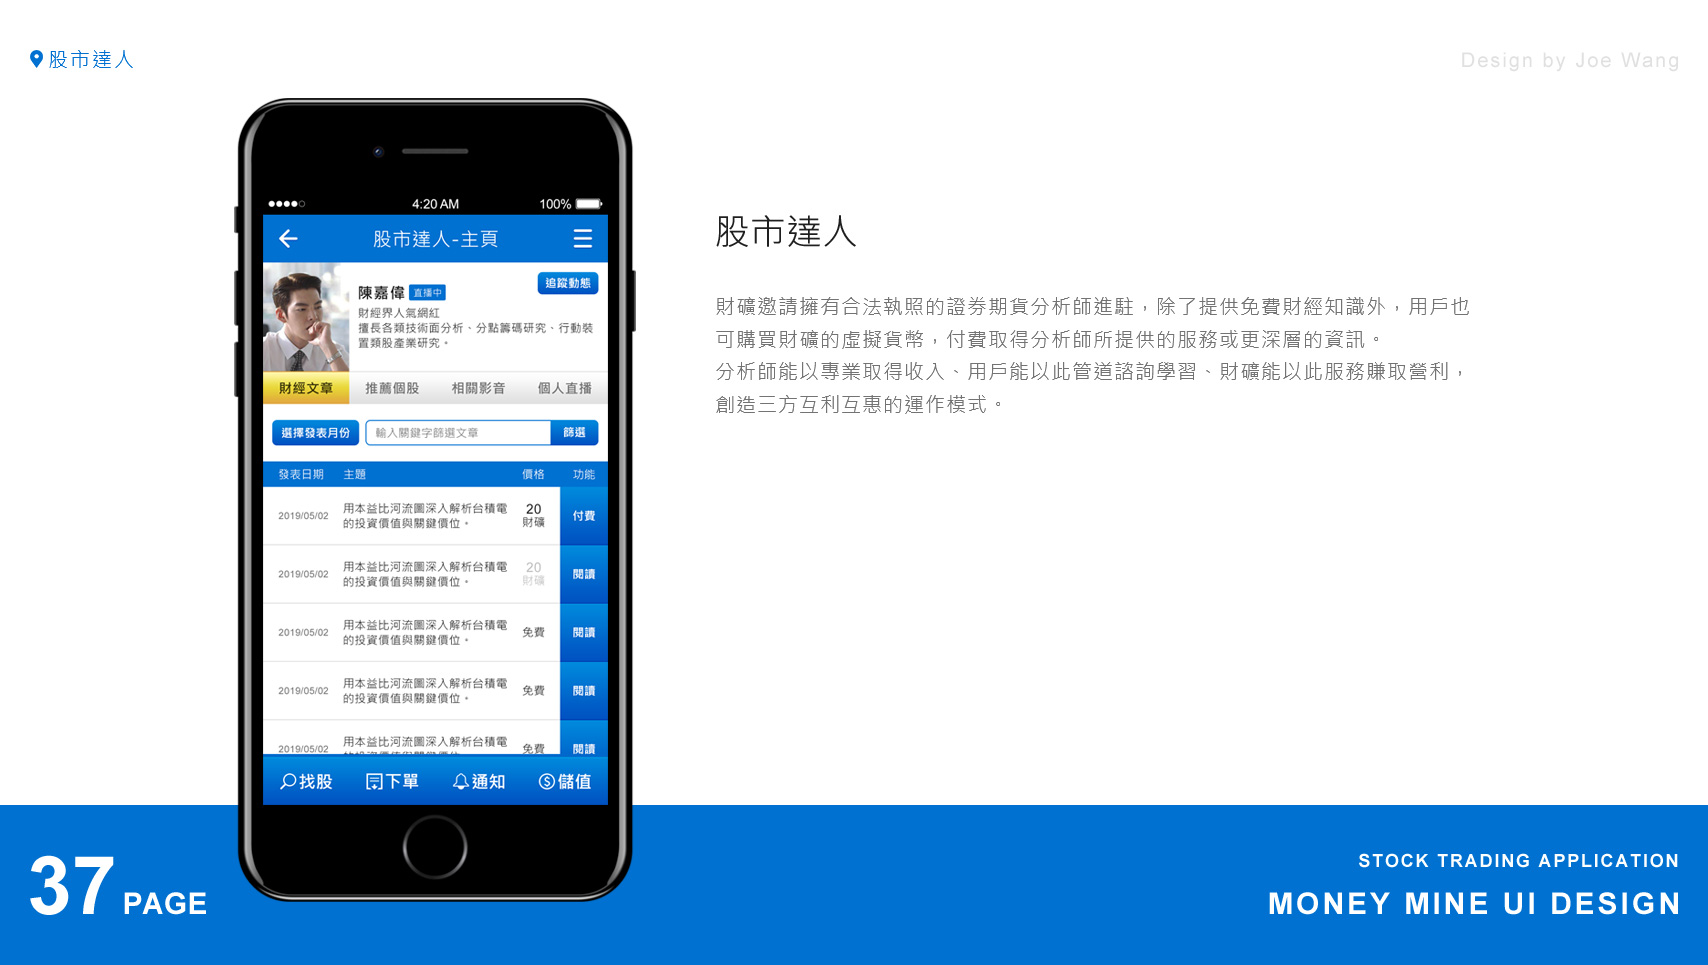 股市達人
Design by Joe Wang
4:20 AM
100%
股市達人-主頁
陳嘉偉 直播中
追蹤動態
財經界人氣網紅
擅長各類技術面分析、分點籌碼研究、行動裝
置類股產業研究。
財經文章 推薦個股 相關影音 個人直播
選擇發表月份 輸入關鍵字篩選文章 篩選
發表日期 主題 價格 功能
2019/05/02 用本益比河流圖深入解析台積電 20 付費
的投資價值與關鍵價位。 財礦
2019/05/02 用本益比河流圖深入解析台積電 20 閱讀
的投資價值與關鍵價位。 財礦
2019/05/02 用本益比河流圖深入解析台積電 免費 閱讀
的投資價值與關鍵價位。
2019/05/02 用本益比河流圖深入解析台積電 免費 閱讀
的投資價值與關鍵價位。
2019/05/02 用本益比河流圖深入解析台積電 免費 閱讀
找股 下單 通知 儲值
股市達人
財礦邀請擁有合法執照的證券期貨分析師進駐，除了提供免費財經知識外，用戶也
可購買財礦的虛擬貨幣，付費取得分析師所提供的服務或更深層的資訊。
分析師能以專業取得收入、用戶能以此管道諮詢學習、財礦能以此服務賺取營利，
創造三方互利互惠的運作模式。
37 PAGE
STOCK TRADING APPLICATION
MONEY MINE UI DESIGN